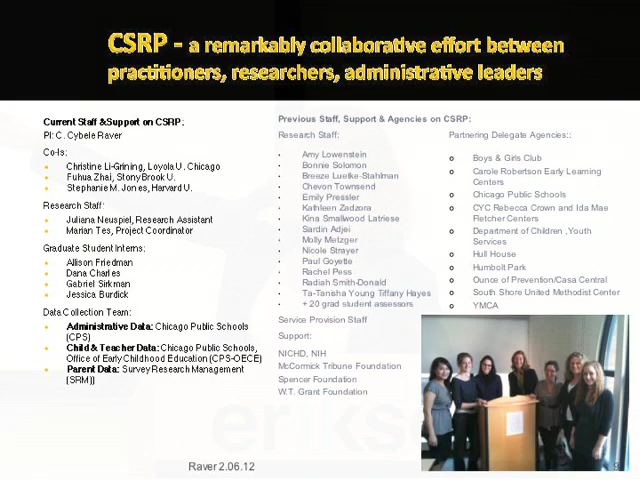 CSRP - a remarkably collaborative effort between
practitioners, researchers, administrative leaders
Current Staff &Support on CSRP:
PI: C. Cybele Raver
Co-Is:
Christine Li-Grining, Loyola U. Chicago
Fuhua Zhai, Stony Brook U.
Stephanie M. Jones, Harvard U.
Research Staff:
Juliana Neuspiel, Research Assistant
Marian Tes, Project Coordinator
Graduate Student Interns:
Allison Friedman
Dana Charles
Gabriel Sirkman
Jessica Burdick
Data Collection Team:
Administrative Data: Chicago Public Schools
(CPS)
Child & Teacher Data: Chicago Public Schools,
Office of Early Childhood Education (CPS-OECE)
Parent Data: Survey Research Management
(SRM))
Previous Staff, Support & Agencies on CSRP:
Research Staff:
Amy Lowenstein
Bonnie Solomon
Breeze Luetke-Stahlman
Chevon Townsend
Emily Pressler
Kathleen Zadzora
Kina Smallwood Latriese
Sardin Adjei
Molly Metzger
Nicole Strayer
Paul Goyette
Rachel Pess
Radiah Smith-Donald
Ta-Tanisha Young Tiffany Hayes
+ 20 grad student assessors
Service Provision Staff
Support:
NICHD, NIH
McCormick Tribune Foundation
Spencer Foundation
W.T. Grant Foundation
Partnering Delegate Agencies::
Boys & Girls Club
Carole Robertson Early Learning
Centers
Chicago Public Schools
CYC Rebecca Crown and Ida Mae
Fletcher Centers
Department of Children ,Youth
Services
Hull House
Humbolt Park
Ounce of Prevention/Casa Central
South Shore United Methodist Center
YMCA
eriks
Raver 2.06.12